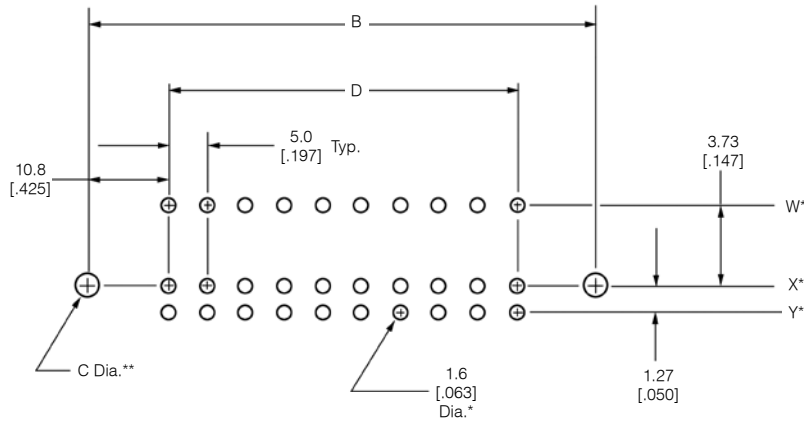 B
D
5.0
[.197]
Typ.
3.73
[.147]
10.8
[.425]
W*
X*
Y*
C Dia.**
1.6
[.063]
Dia.*
1.27
[.050]